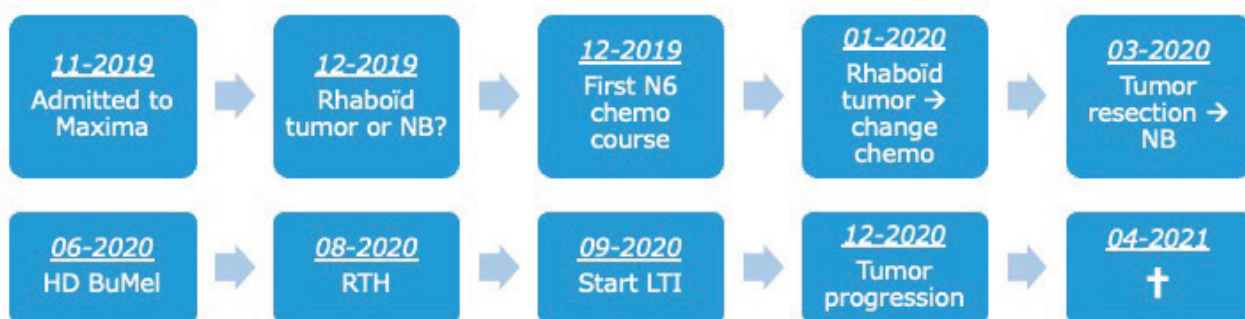 11-2019
Admitted to
Maxima
12-2019
Rhaboïd
tumor or NB?
12-2019
First N6
chemo
course
01-2020
Rhaboïd
tumor →
change
chemo
03-2020
Tumor
resection →
NB
06-2020
HD BuMel
08-2020
RTH
09-2020
Start LTI
12-2020
Tumor
progression
04-2021
✝